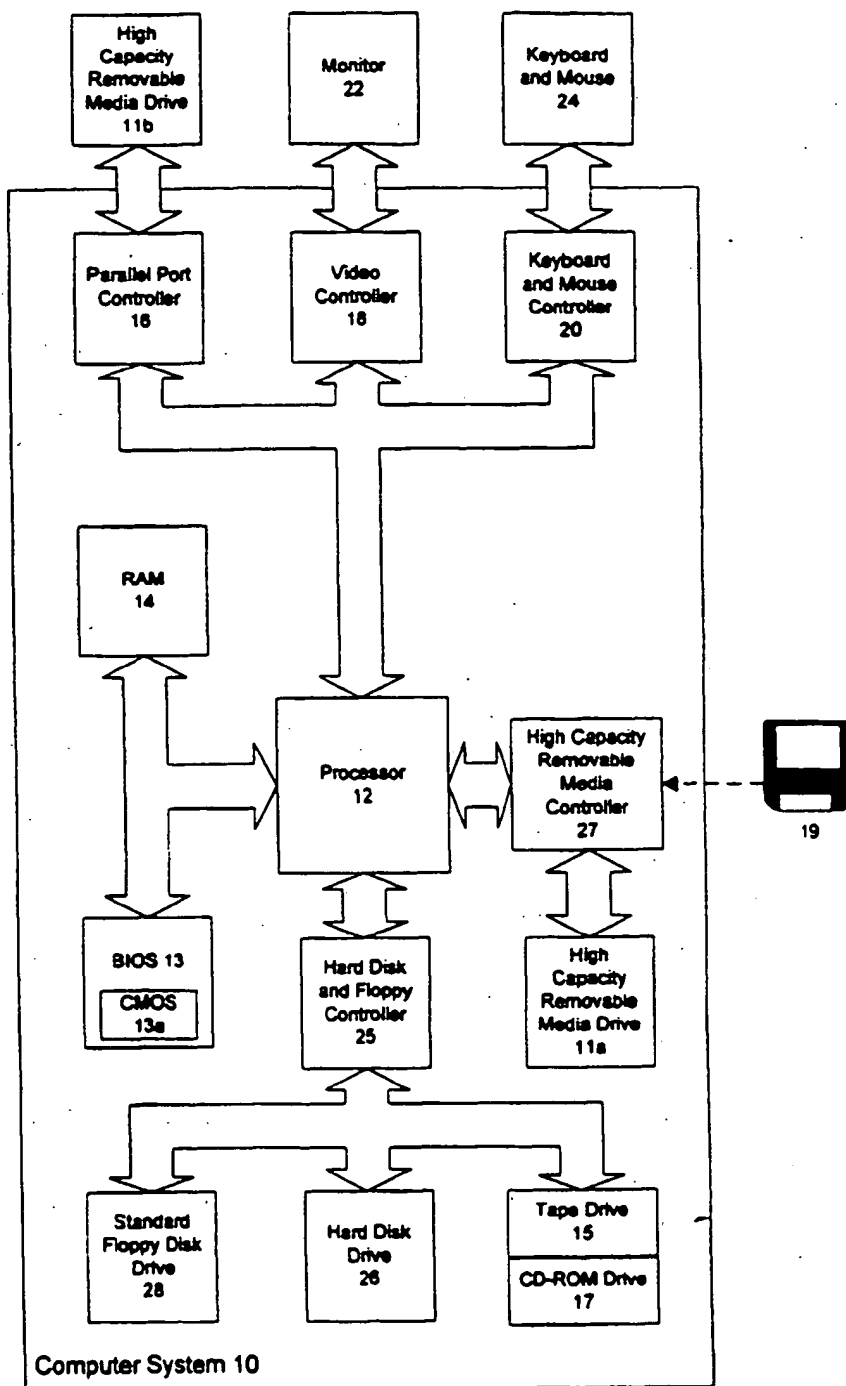 High
Capacity
Removable
Media Drive
11b
Monitor
22
Keyboard
and Mouse
24
Parallel Port
Controller
16
Video
Controller
18
Keyboard
and Mouse
Controller
20
RAM
14
Processor
12
High Capacity
Removable
Media
Controller
27
19
BIOS 13
CMOS
13a
Hard Disk
and Floppy
Controller
25
High
Capacity
Removable
Media Drive
11a
Standard
Floppy Disk
Drive
28
Hard Disk
Drive
26
Tape Drive
15
CD-ROM Drive
17
Computer System 10